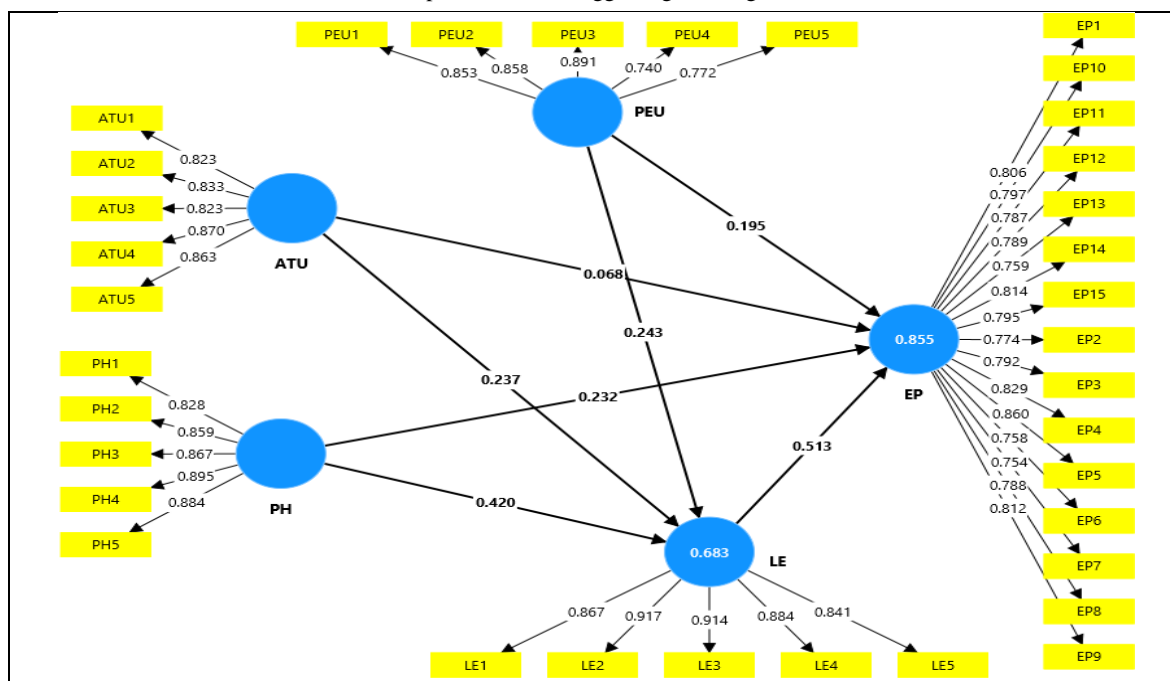 PEU1 PEU2 PEU3 PEU4 PEU5
0.853 0.858 0.891 0.740 0.772
PEU
ATU1
ATU2
ATU3
ATU4
ATU5
0.823
0.833
0.823
0.870
0.863
ATU
PH1
PH2
PH3
PH4
PH5
0.828
0.859
0.867
0.895
0.884
PH
0.195
0.068
0.243
0.237
0.232
0.513
0.420
0.855
EP
0.683
LE
0.867 0.917 0.914 0.884 0.841
LE1 LE2 LE3 LE4 LE5
0.806
0.797
0.787
0.789
0.759
0.814
0.795
0.774
0.792
0.829
0.860
0.758
0.754
0.788
0.812
EP1
EP10
EP11
EP12
EP13
EP14
EP15
EP2
EP3
EP4
EP5
EP6
EP7
EP8
EP9